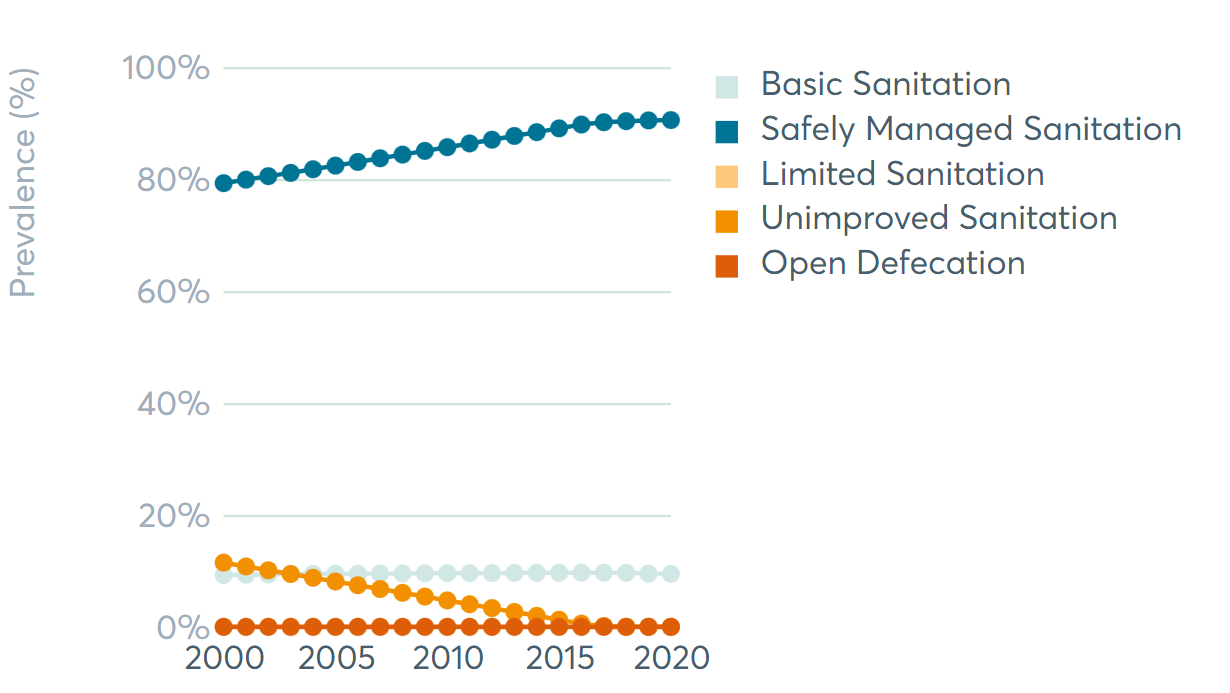 Prevalence (%)
100%
80%
60%
40%
20%
0%
2000 2005 2010 2015 2020
Basic Sanitation
Safely Managed Sanitation
Limited Sanitation
Unimproved Sanitation
Open Defecation